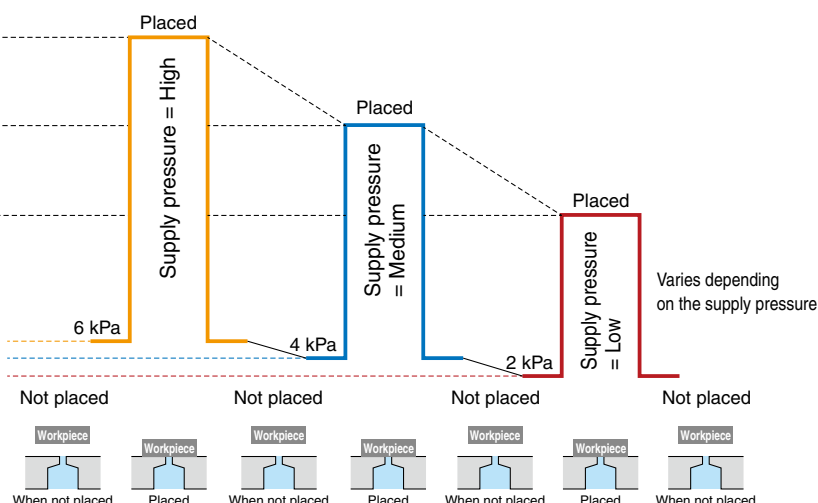 Placed
Supply pressure = High
Placed
Supply pressure
= Medium
Placed
Supply pressure
= Low
Varies depending
on the supply pressure
6 kPa
4 kPa
2 kPa
Not placed
Not placed
Not placed
Not placed
Workpiece
Workpiece
Workpiece
Workpiece
Workpiece
Workpiece
Workpiece
When not placed
Placed
When not placed
Placed
When not placed
Placed
When not placed